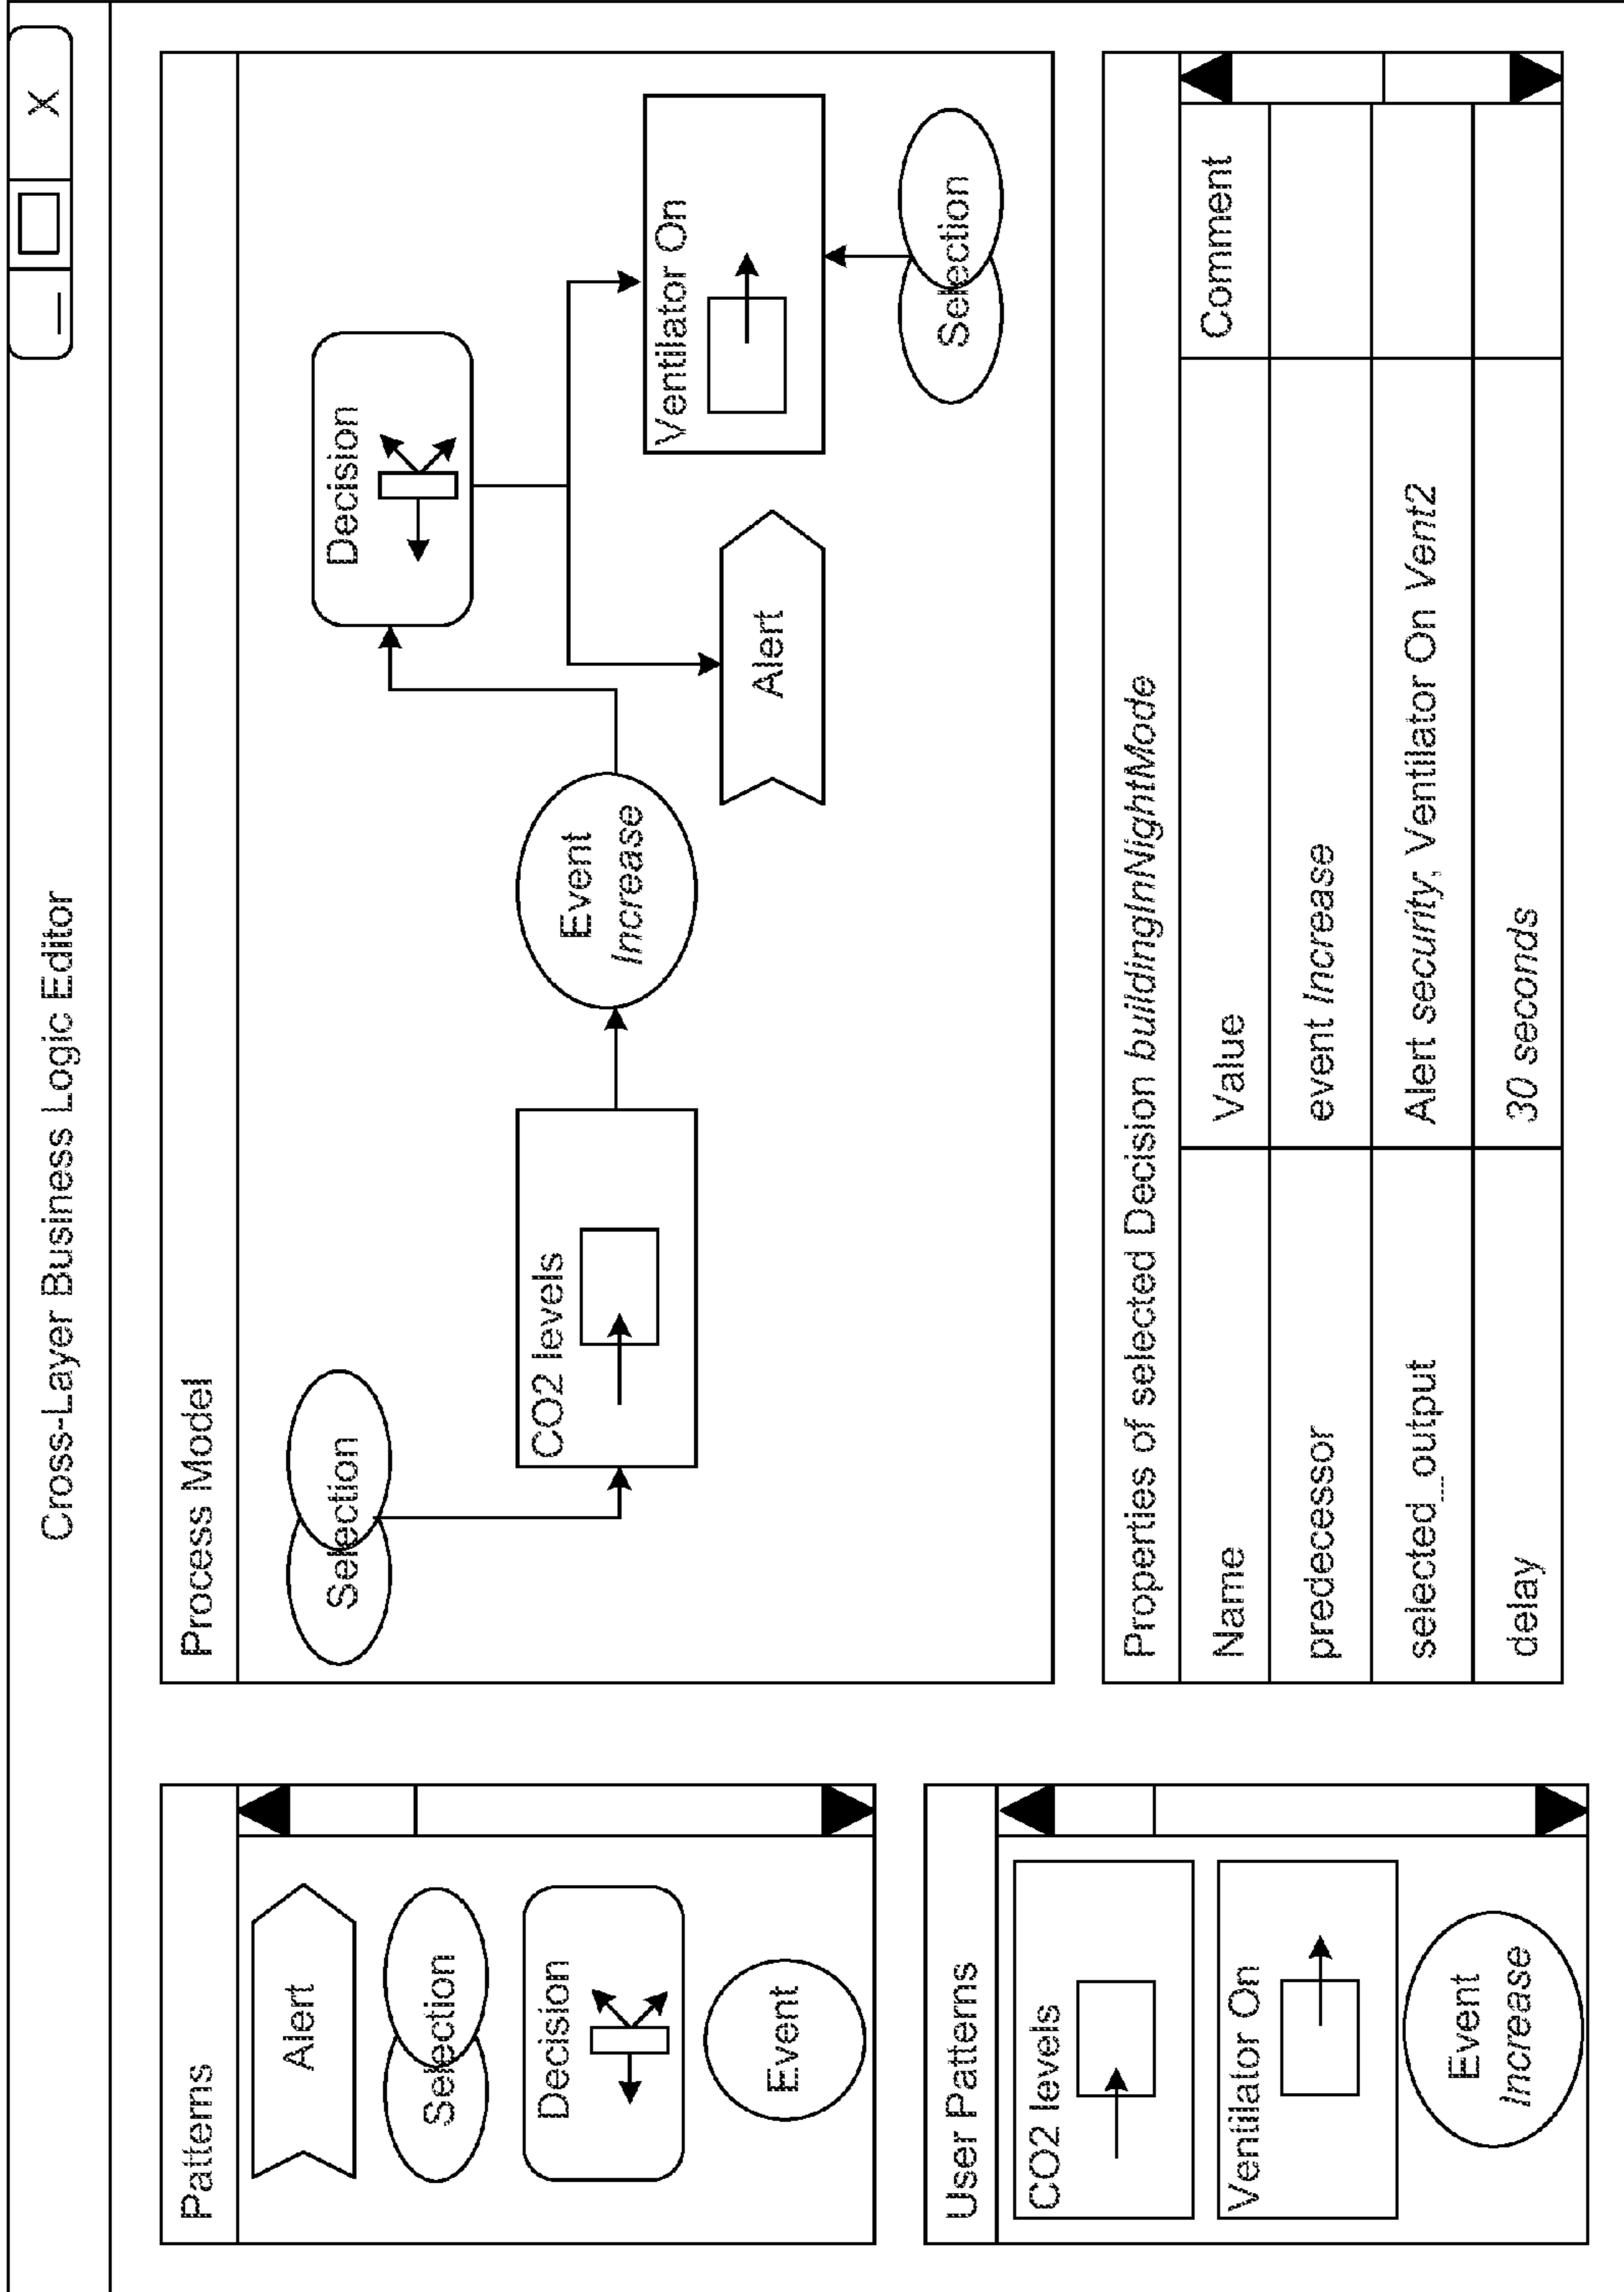 Cross-Layer Business Logic Editor
_ X
Patterns
Alert
Selection
Decision
Event
User Patterns
CO2 levels
Ventilator On
Event
Increase
Process Model
Selection
CO2 levels
Event
Increase
Decision
Alert
Ventilator On
Selection
Properties of selected Decision buildingInNightMode
Name Value Comment
predecessor event Increase
selected_output Alert security, Ventilator On Vent2
delay 30 seconds